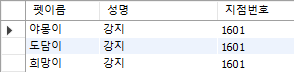 펫이름 성명 지점번호
야몽이 강지 1601
도담이 강지 1601
희망이 강지 1601